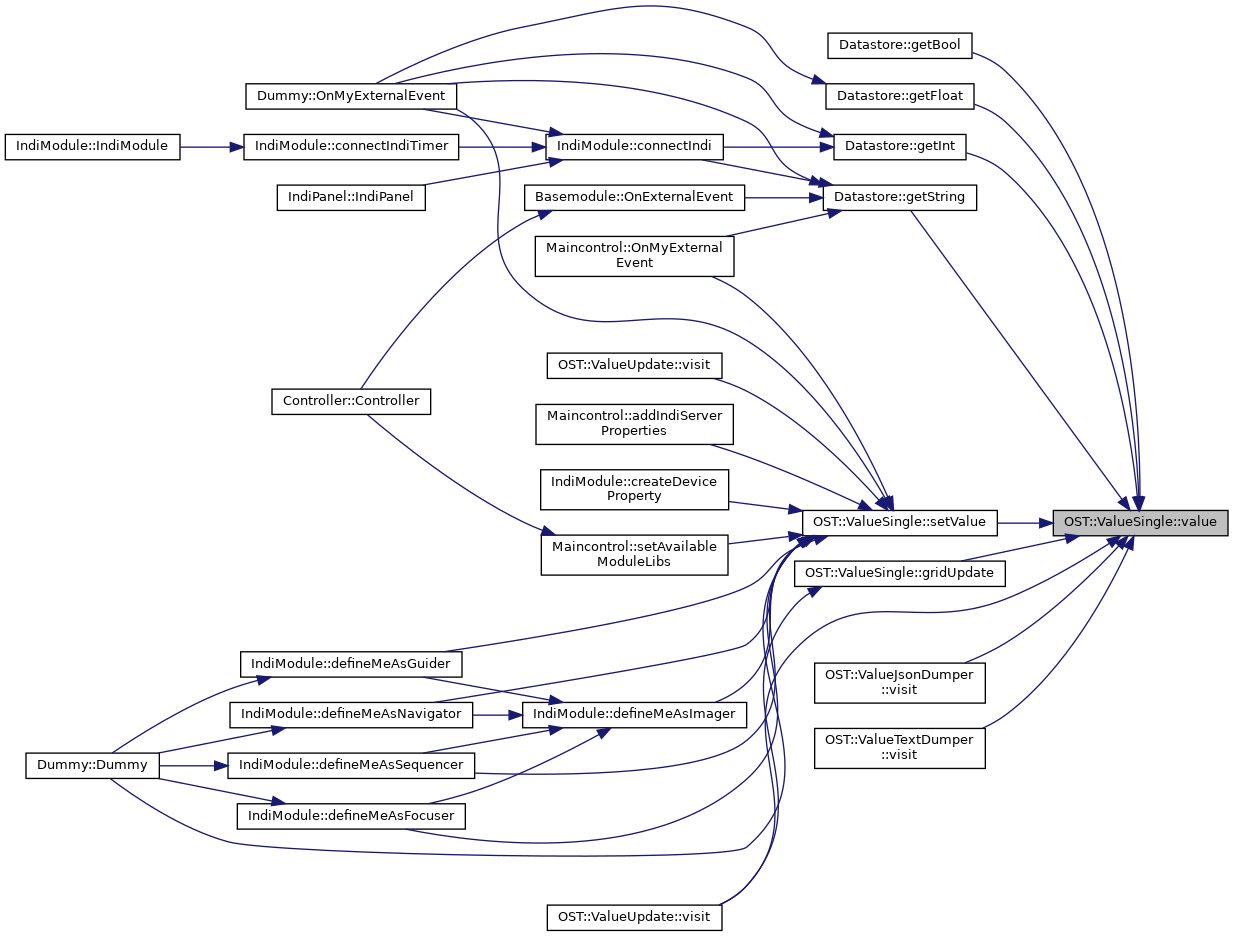 Datastore::getBool
Dummy::OnMyExternalEvent
Datastore::getFloat
IndiModule::IndiModule
IndiModule::connectIndiTimer
IndiModule::connectIndi
Datastore::getInt
IndiPanel::IndiPanel
Basemodule::OnExternalEvent
Datastore::getString
Maincontrol::OnMyExternal
Event
OST::ValueUpdate::visit
Controller::Controller
Maincontrol::addIndiServer
Properties
IndiModule::createDevice
Property
OST::ValueSingle::setValue
OST::ValueSingle::value
Maincontrol::setAvailable
ModuleLibs
OST::ValueSingle::gridUpdate
IndiModule::defineMeAsGuider
OST::ValueJsonDumper
::visit
IndiModule::defineMeAsNavigator
IndiModule::defineMeAsImager
OST::ValueTextDumper
::visit
Dummy::Dummy
IndiModule::defineMeAsSequencer
IndiModule::defineMeAsFocuser
OST::ValueUpdate::visit